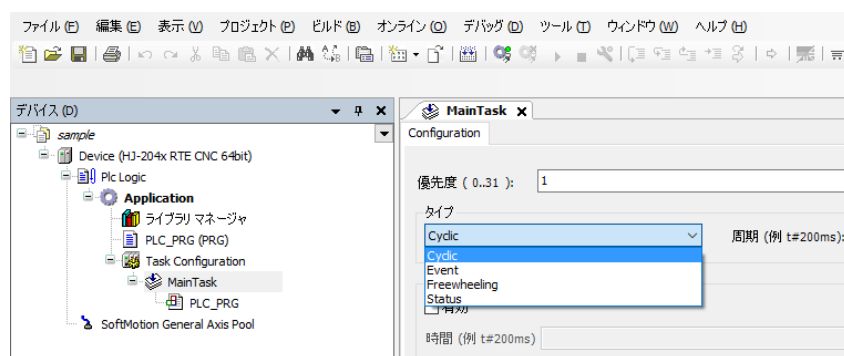 ファイル(F) 編集(E) 表示(V) プロジェクト(P) ビルド(B) オンライン(O) デバッグ(D) ツール(T) ウィンドウ(W) ヘルプ(H)
デバイス(D)
sample
Device (HJ-204x RTE CNC 64bit)
Plc Logic
Application
ライブラリ マネージャ
PLC_PRG (PRG)
Task Configuration
MainTask
PLC_PRG
SoftMotion General Axis Pool
MainTask
Configuration
優先度 ( 0..31 ): 1
タイプ
Cyclic 周期 (例 t#200ms):
Cyclic
Event
Freewheeling
Status
有効
時間 (例 t#200ms)